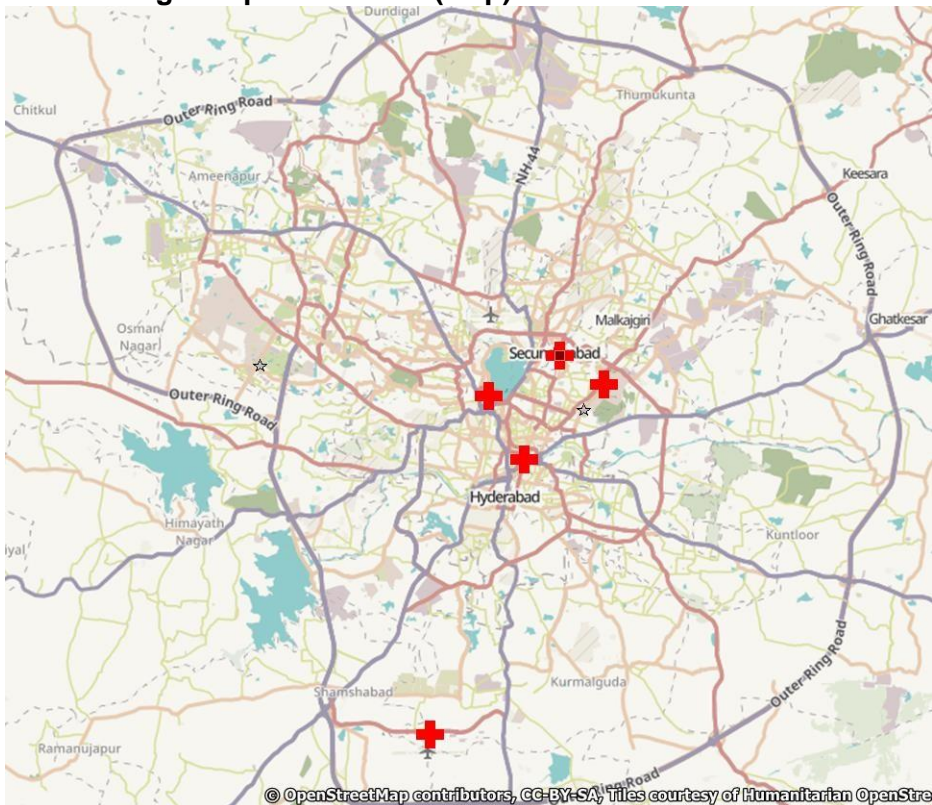 Dundigal
Chitkul
Outer Ring Road
Thumukunta
NH-44
Ameenapur
Keesara
Outer Ring Road
Osman
Nagar
Malkajgiri
Ghatkesar
Outer Ring Road
Hyderabad
Himayath
Nagar
Kuntloor
Shamshabad
Kurmalguda
Outer Ring Road
Ramanujapur
Road
© OpenStreetMap contributors, CC-BY-SA, Tiles courtesy of Humanitarian OpenStre